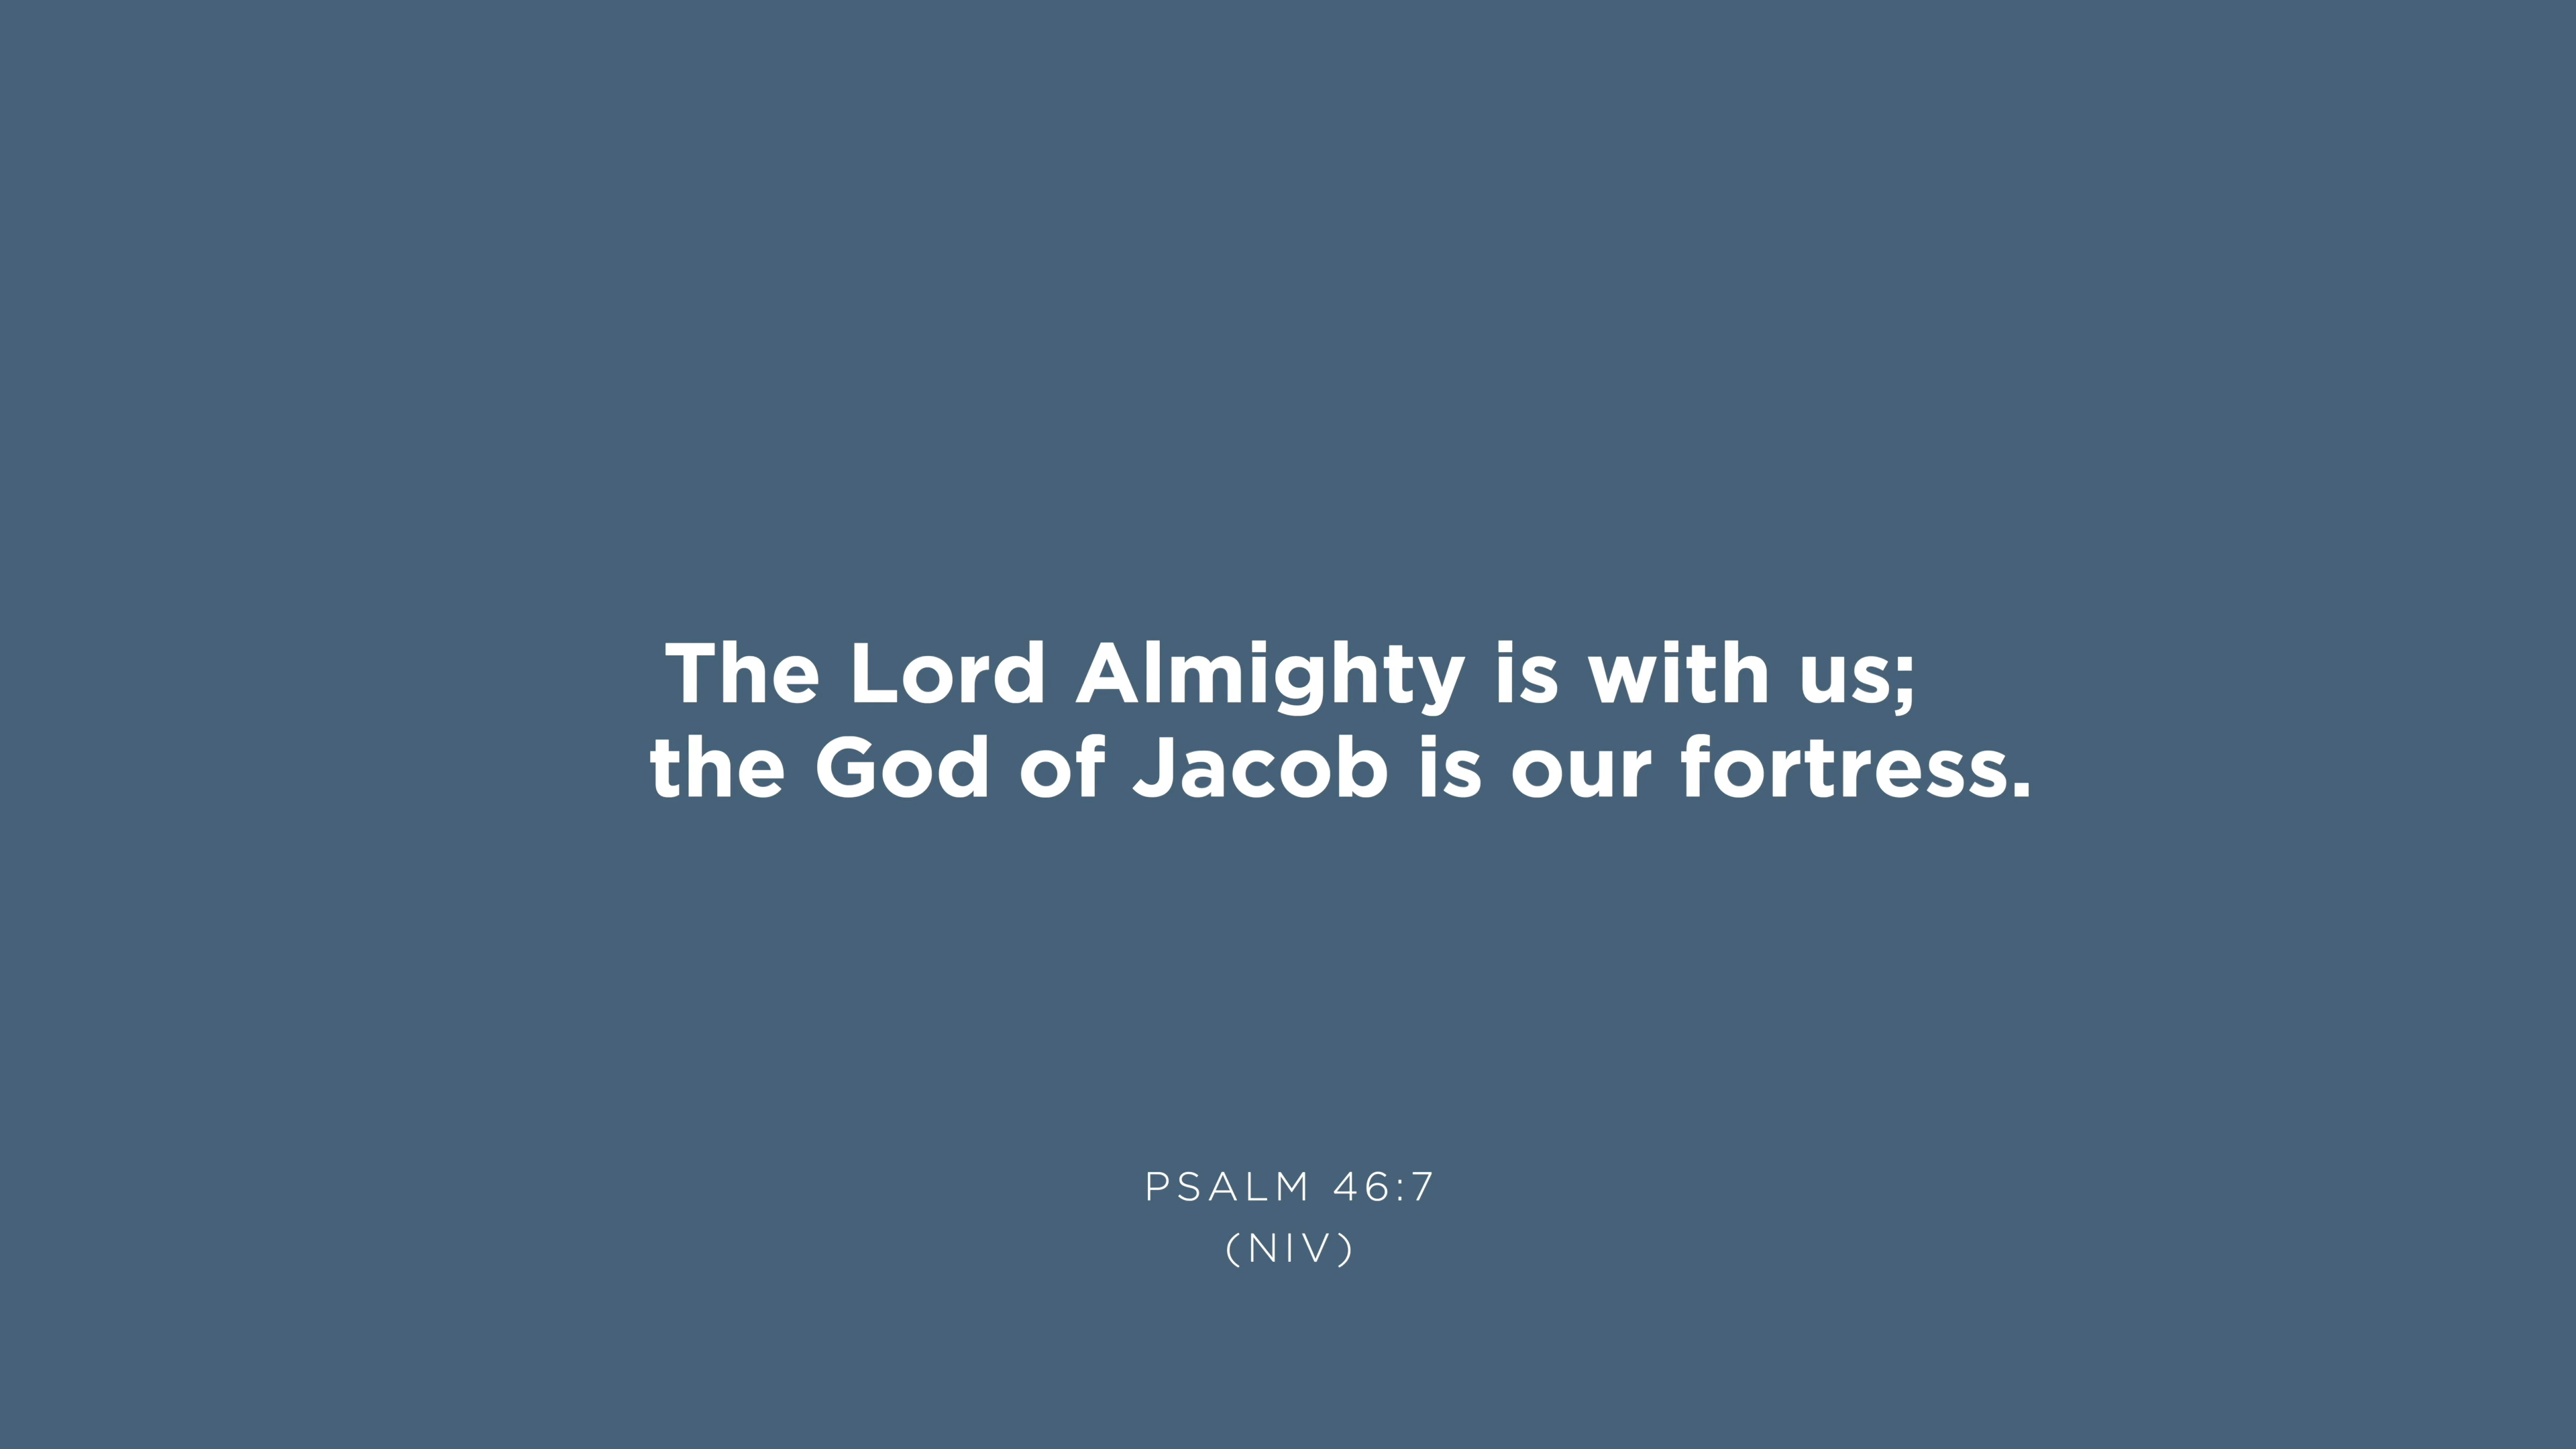 The Lord Almighty is with us;
the God of Jacob is our fortress.
PSALM 46:7
(NIV)